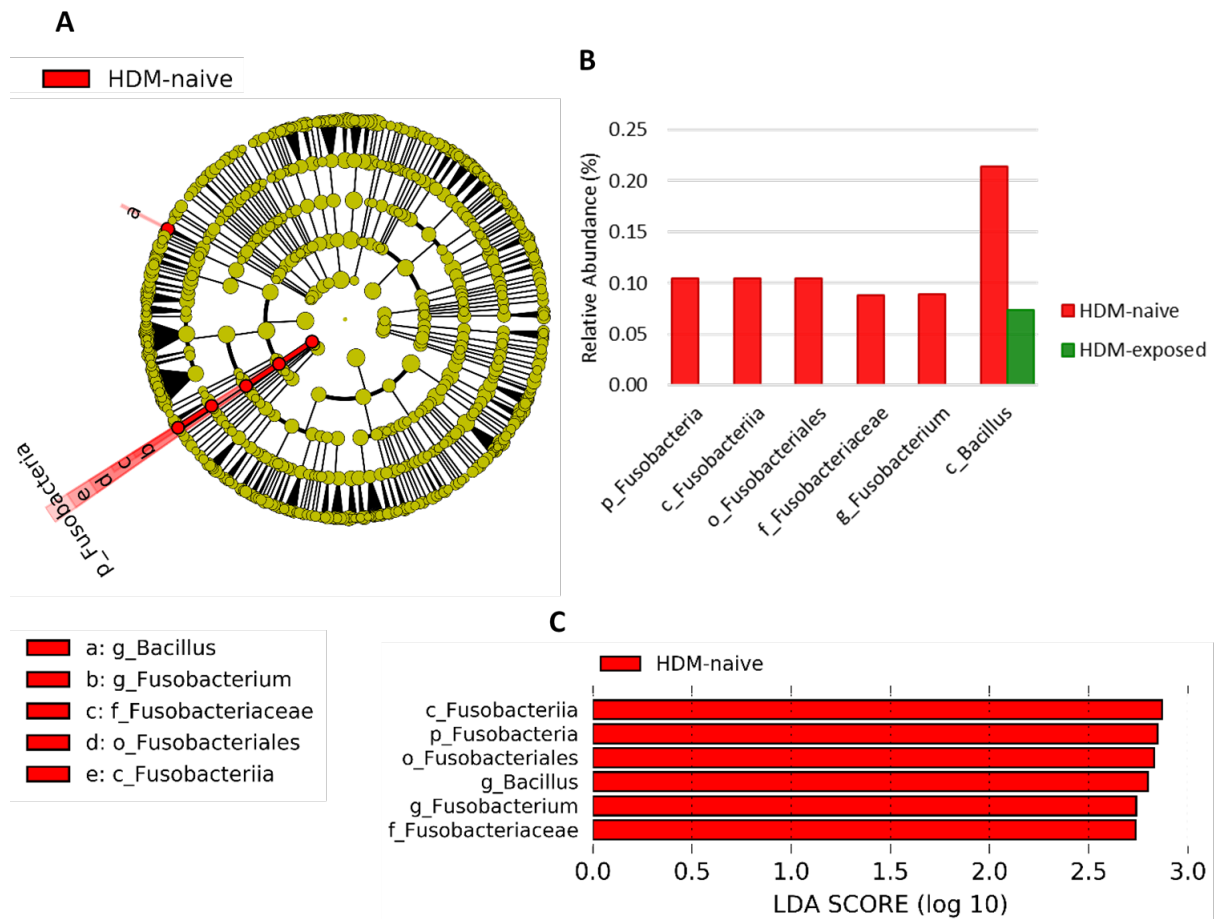 A
HDM-naive
a
b
c
d
e
p_Fusobacteria
a: g_Bacillus
b: g_Fusobacterium
c: f_Fusobacteriaceae
d: o_Fusobacteriales
e: c_Fusobacteriia
B
Relative Abundance (%)
0.25
0.20
0.15
0.10
0.05
0.00
p_Fusobacteria
c_Fusobacteriia
o_Fusobacteriales
f_Fusobacteriaceae
g_Fusobacterium
c_Bacillus
HDM-naive
HDM-exposed
C
HDM-naive
c_Fusobacteriia
p_Fusobacteria
o_Fusobacteriales
g_Bacillus
g_Fusobacterium
f_Fusobacteriaceae
0.0 0.5 1.0 1.5 2.0 2.5 3.0
LDA SCORE (log 10)